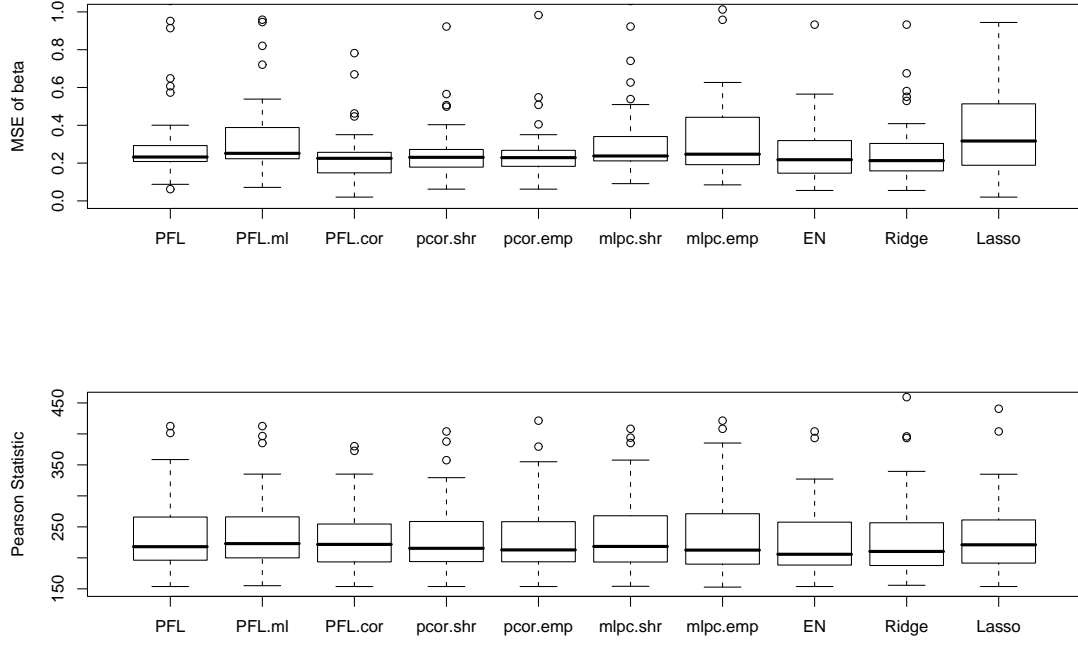 MSE of beta
1.0
0.8
0.6
0.4
0.2
0.0
PFL PFL.ml PFL.cor pcor.shr pcor.emp mlpc.shr mlpc.emp EN Ridge Lasso
Pearson Statistic
450
350
250
150
PFL PFL.ml PFL.cor pcor.shr pcor.emp mlpc.shr mlpc.emp EN Ridge Lasso